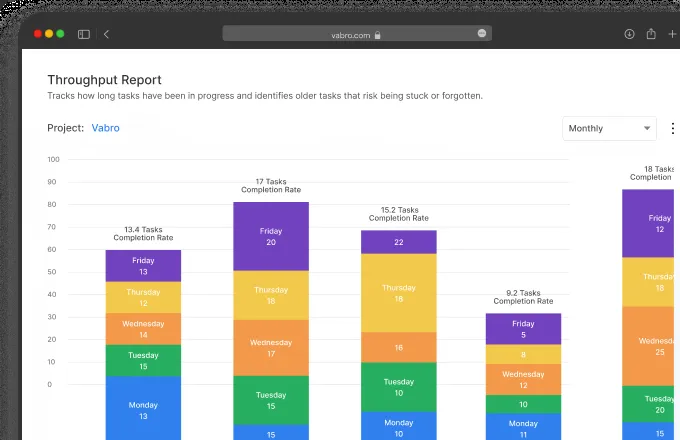 vabro.com
Throughput Report
Tracks how long tasks have been in progress and identifies older tasks that risk being stuck or forgotten.
Project: Vabro
Monthly
100
90
80
70
60
50
40
30
20
10
0
13.4 Tasks
Completion Rate
Friday
13
Thursday
12
Wednesday
14
Tuesday
15
Monday
13
17 Tasks
Completion Rate
Friday
20
Thursday
18
Wednesday
17
Tuesday
15
15
15.2 Tasks
Completion Rate
22
Thursday
18
16
Tuesday
10
Monday
10
9.2 Tasks
Completion Rate
Friday
5
8
Wednesday
12
10
Monday
11
18 Tasks
Completion
Friday
12
Thursday
18
Wednesd
25
Tuesday
20
15